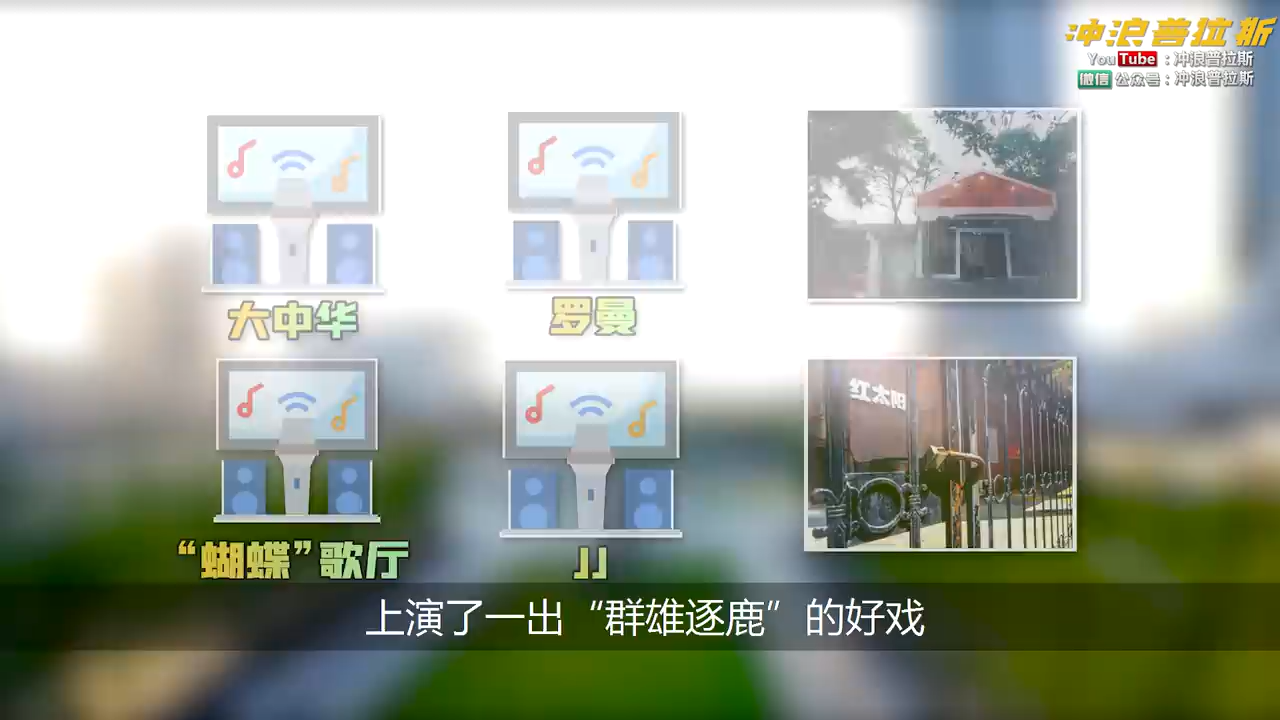 冲浪普拉斯
YouTube：冲浪普拉斯
微信公众号：冲浪普拉斯
大中华
罗曼
红太阳
“蝴蝶”歌厅
JJ
上演了一出“群雄逐鹿”的好戏